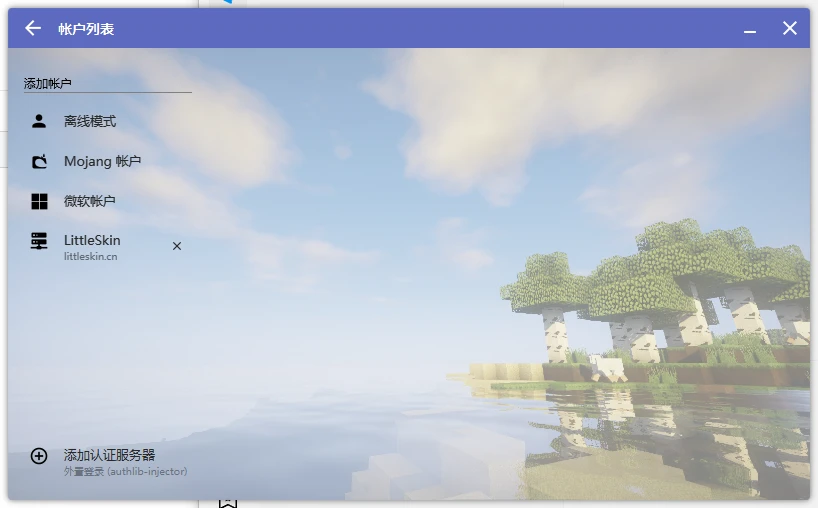 帐户列表
添加帐户
离线模式
Mojang 帐户
微软帐户
LittleSkin
littleskin.cn
添加认证服务器
外置登录 (authlib-injector)